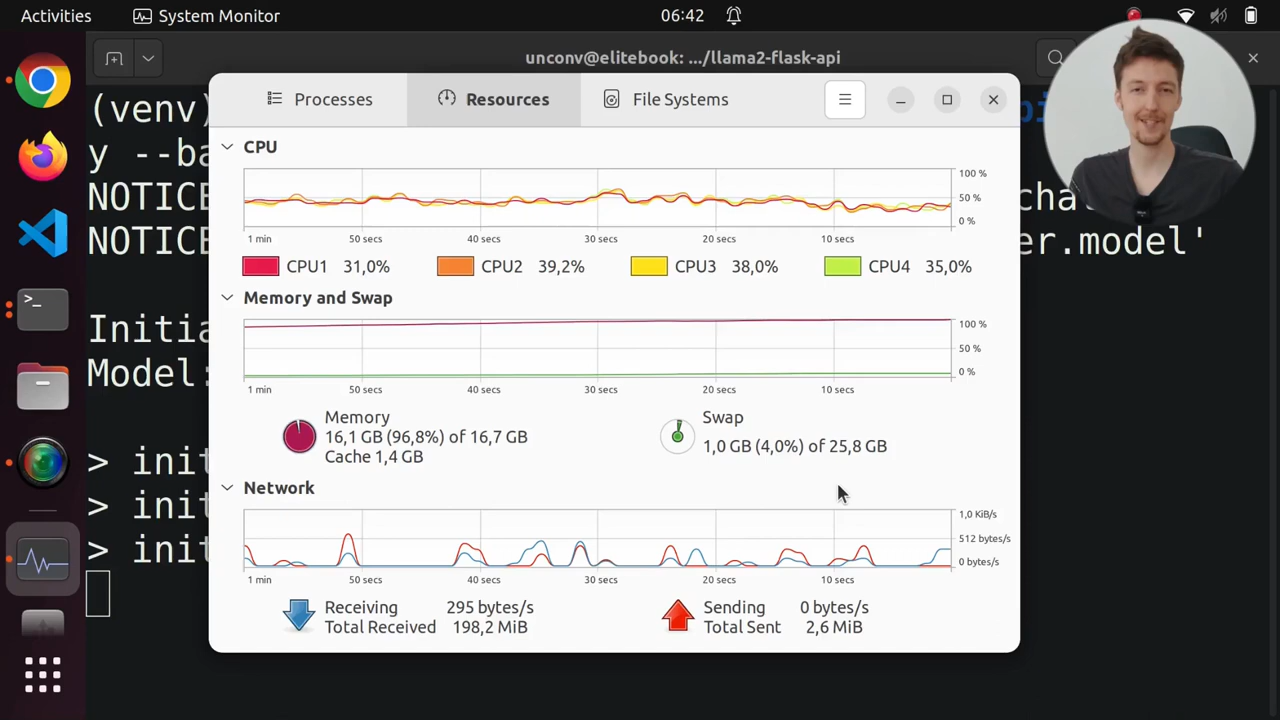 Activities System Monitor 06:42
unconv@elitebook: .../llama2-flask-api
Processes Resources File Systems
(venv)
y --ba
NOTICE
NOTICE er.model'
Initia
Model:
> init
> init
> init
CPU
100 %
50 %
0 %
1 min 50 secs 40 secs 30 secs 20 secs 10 secs
CPU1 31,0% CPU2 39,2% CPU3 38,0% CPU4 35,0%
Memory and Swap
100 %
50 %
0 %
1 min 50 secs 40 secs 30 secs 20 secs 10 secs
Memory
16,1 GB (96,8%) of 16,7 GB
Cache 1,4 GB
Swap
1,0 GB (4,0%) of 25,8 GB
Network
1,0 KiB/s
512 bytes/s
0 bytes/s
1 min 50 secs 40 secs 30 secs 20 secs 10 secs
Receiving 295 bytes/s
Total Received 198,2 MiB
Sending 0 bytes/s
Total Sent 2,6 MiB